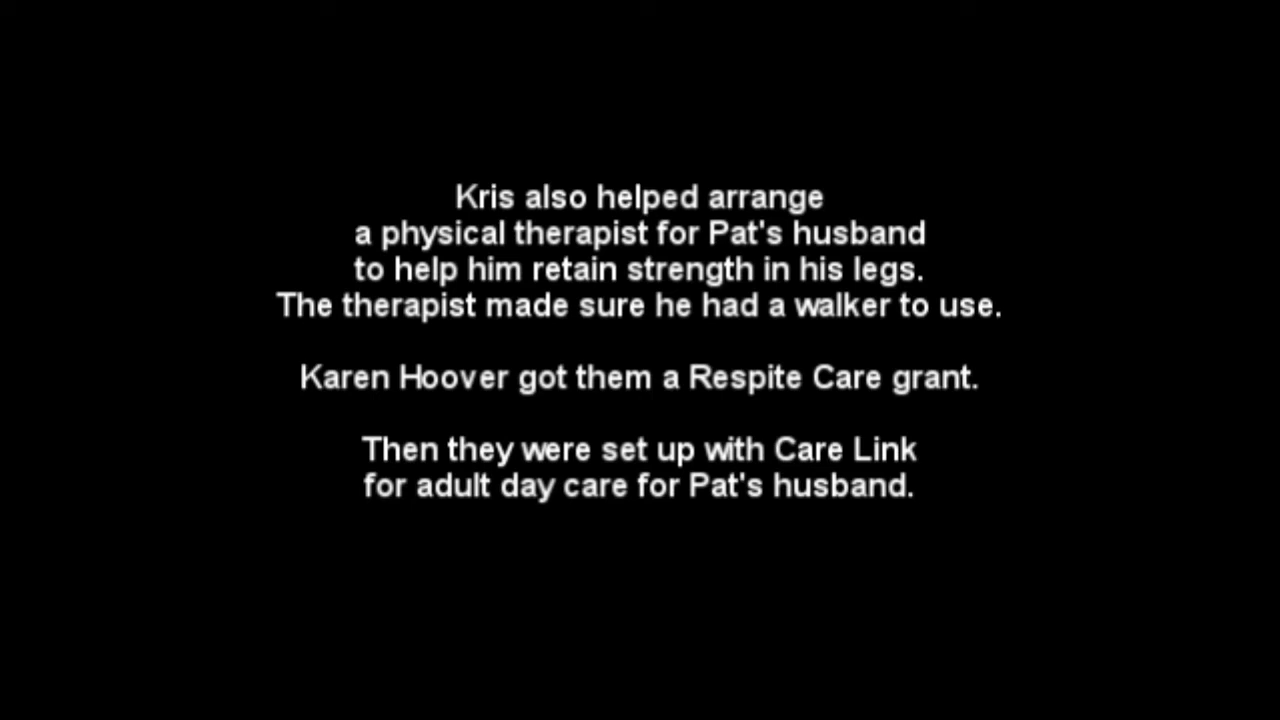 Kris also helped arrange
a physical therapist for Pat's husband
to help him retain strength in his legs.
The therapist made sure he had a walker to use.
Karen Hoover got them a Respite Care grant.
Then they were set up with Care Link
for adult day care for Pat's husband.